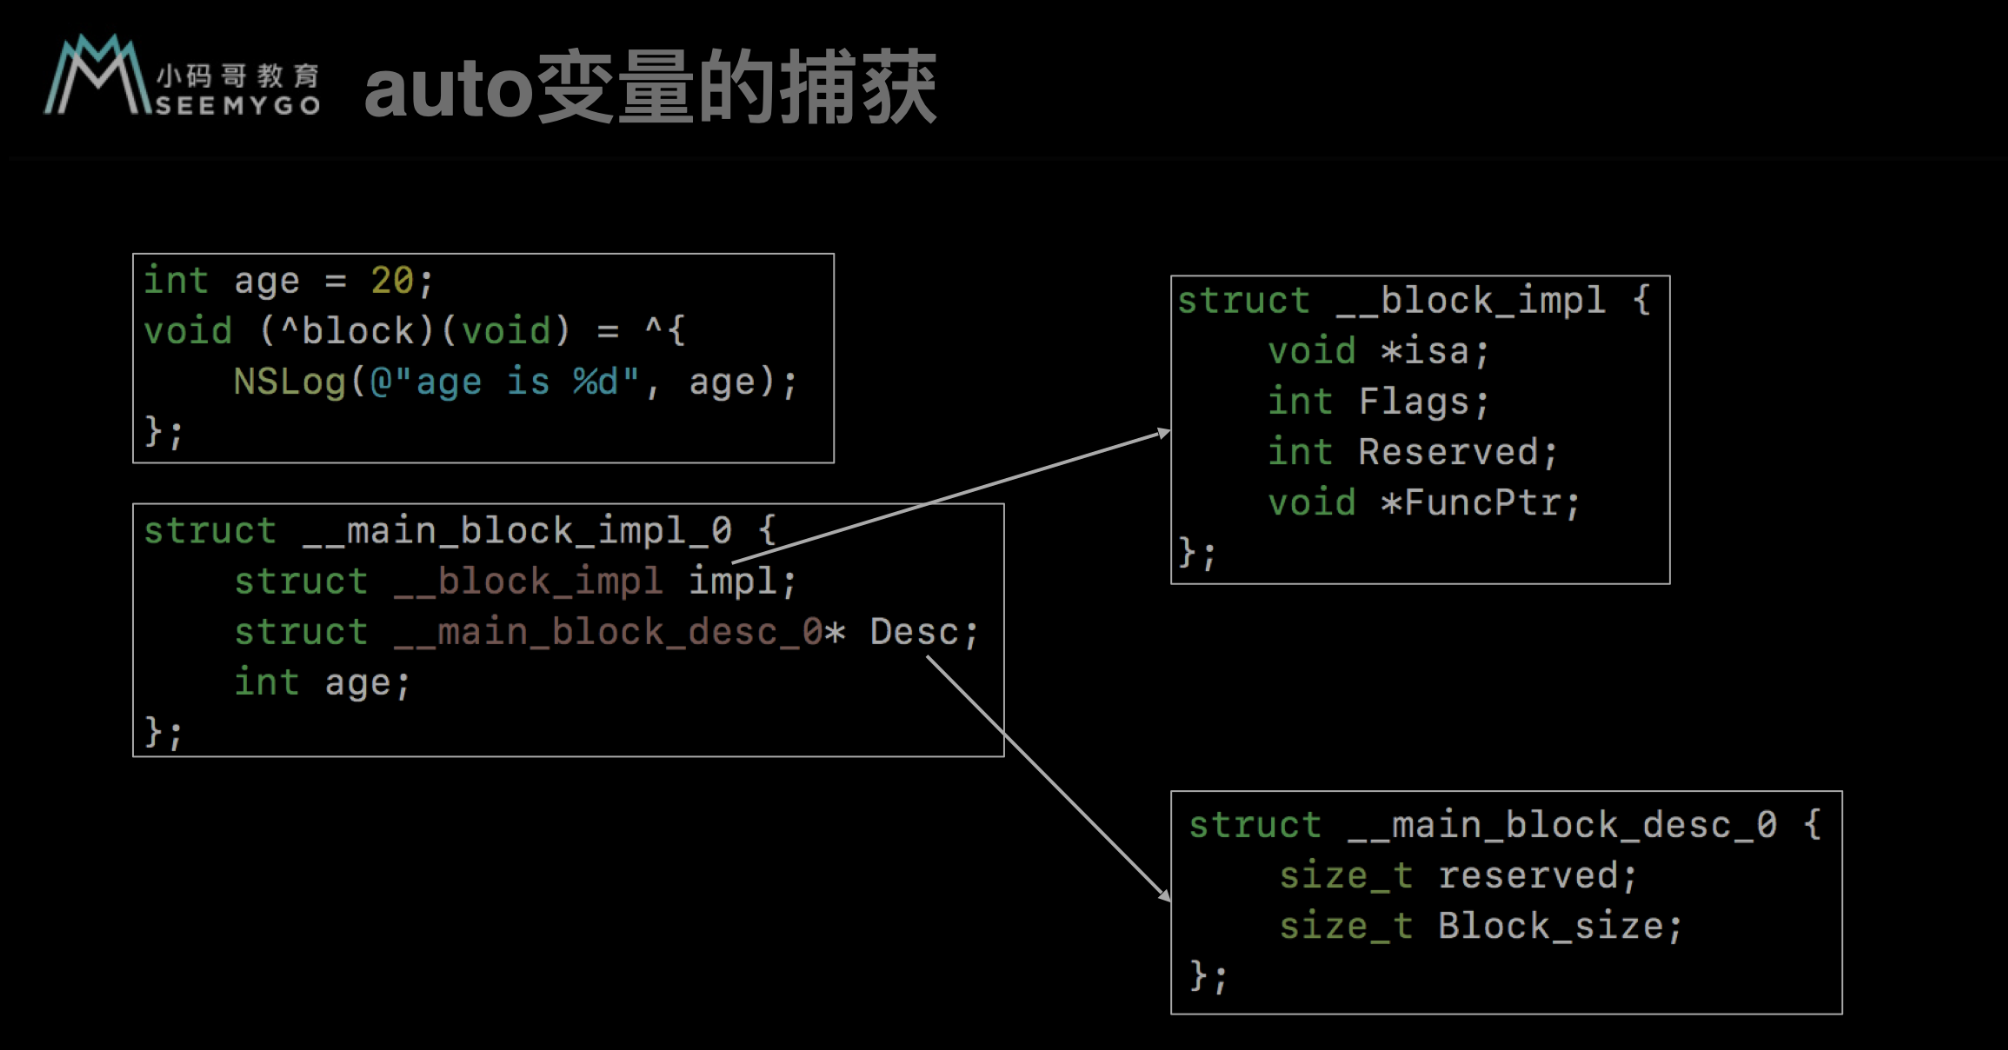 小码哥教育
SEEMYGO
auto变量的捕获
int age = 20;
void (^block)(void) = ^{
    NSLog(@"age is %d", age);
};
struct __main_block_impl_0 {
    struct __block_impl impl;
    struct __main_block_desc_0* Desc;
    int age;
};
struct __block_impl {
    void *isa;
    int Flags;
    int Reserved;
    void *FuncPtr;
};
struct __main_block_desc_0 {
    size_t reserved;
    size_t Block_size;
};